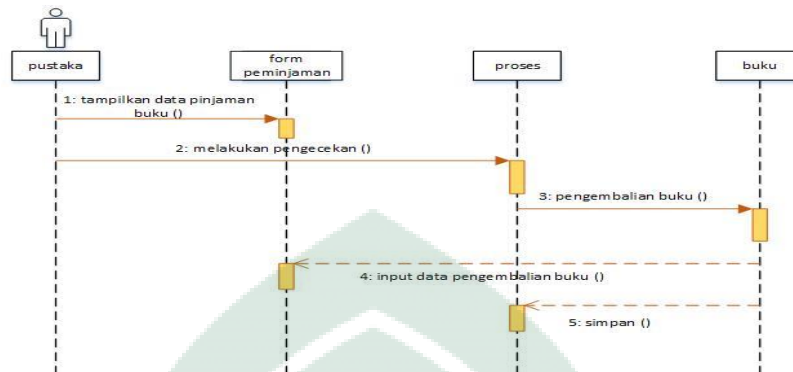 pustaka
form
peminjaman
proses
buku
1: tampilkan data pinjaman
buku ()
2: melakukan pengecekan ()
3: pengembalian buku ()
4: input data pengembalian buku ()
5: simpan ()